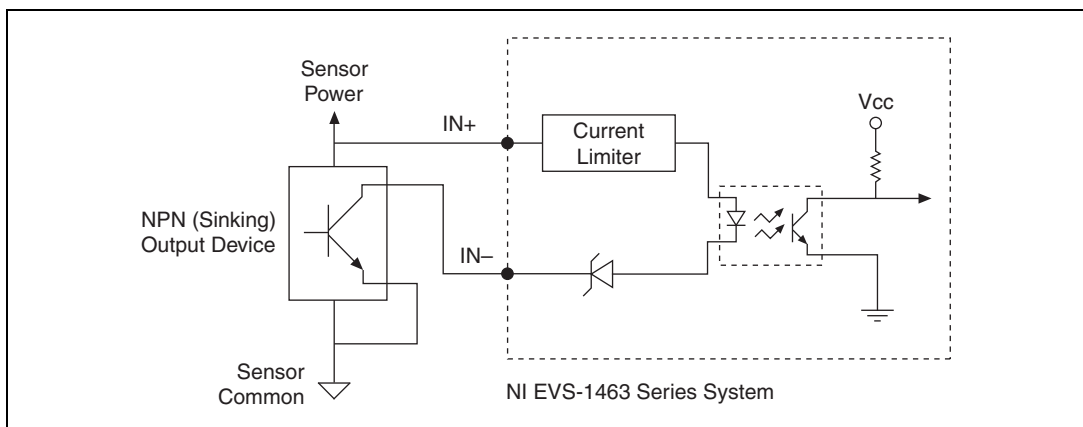 Sensor
Power
IN+
Current
Limiter
Vcc
NPN (Sinking)
Output Device
IN–
Sensor
Common
NI EVS-1463 Series System